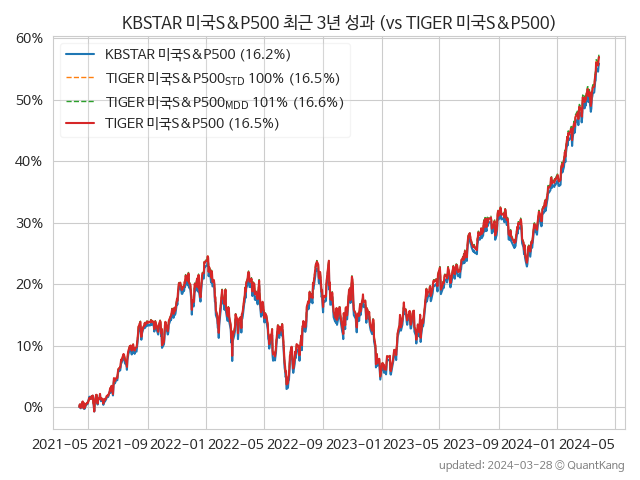 KBSTAR 미국S&P500 최근 3년 성과 (vs TIGER 미국S&P500)
60%
50%
40%
30%
20%
10%
0%
KBSTAR 미국S&P500 (16.2%)
TIGER 미국S&P500STD 100% (16.5%)
TIGER 미국S&P500MDD 101% (16.6%)
TIGER 미국S&P500 (16.5%)
2021-05 2021-09 2022-01 2022-05 2022-09 2023-01 2023-05 2023-09 2024-01 2024-05
updated: 2024-03-28 © QuantKang